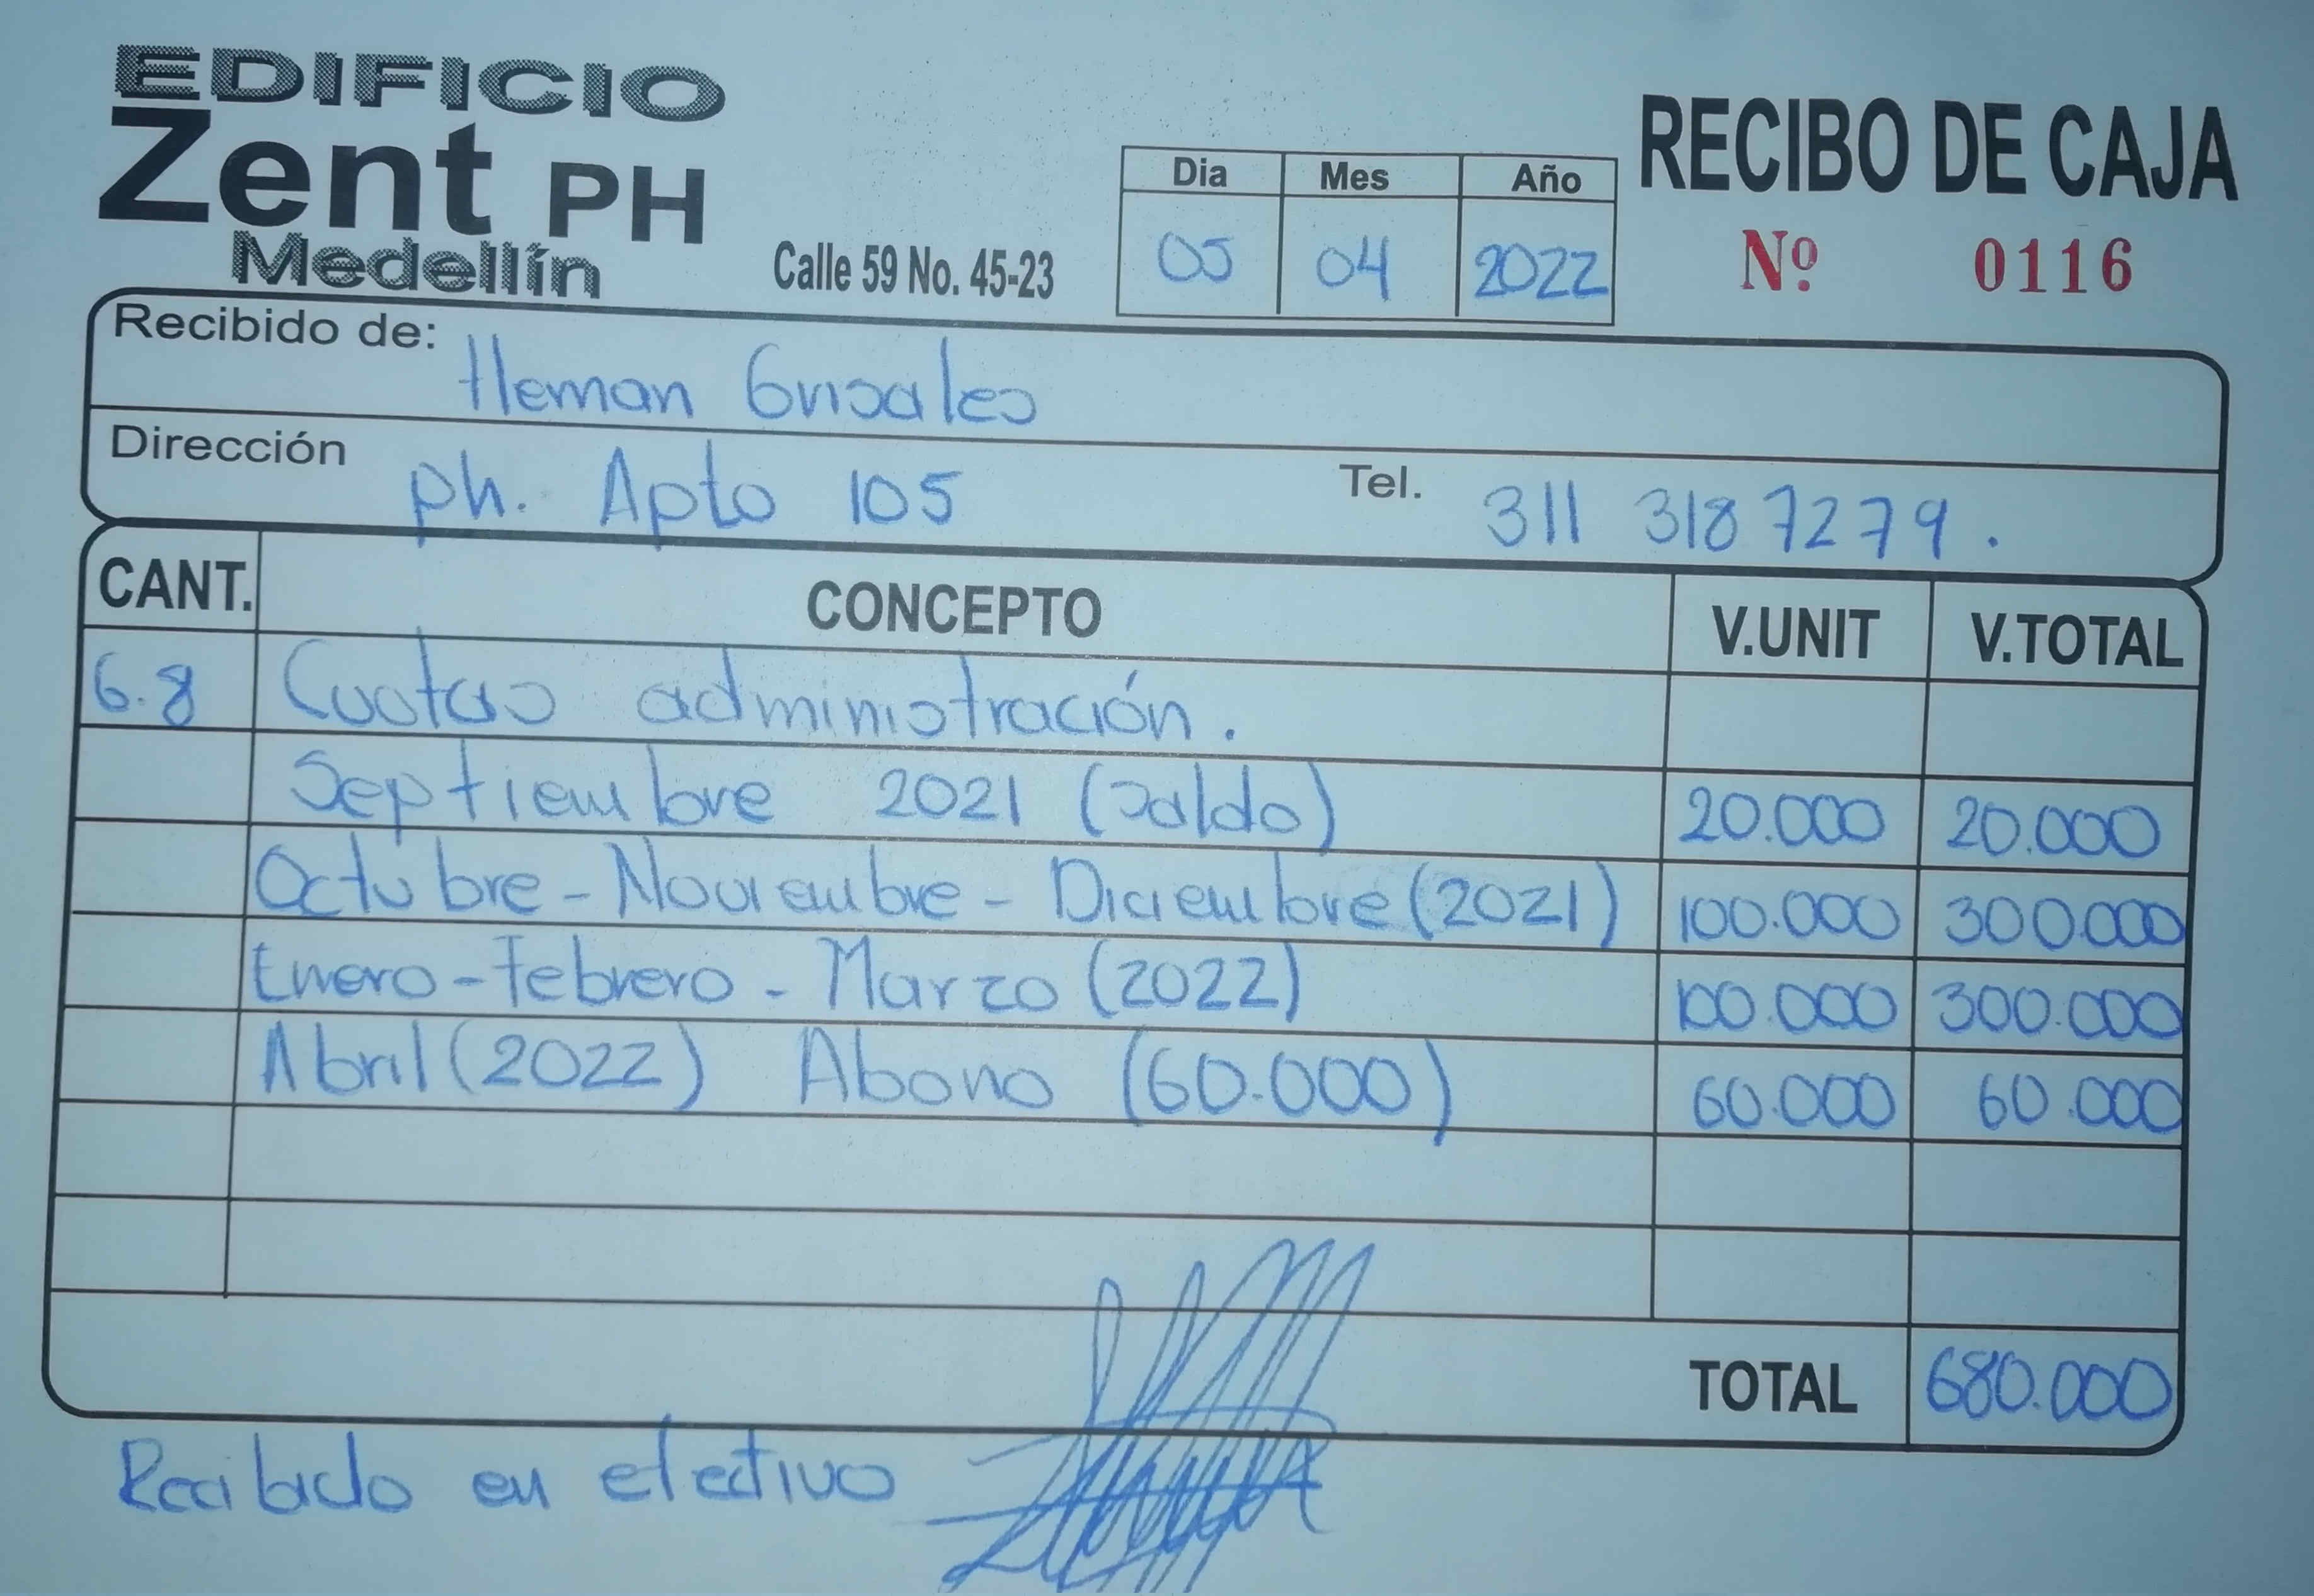 EDIFICIO
Zent PH
Medellín
Calle 59 No. 45-23
Dia Mes Año
05 04 2022
RECIBO DE CAJA
Nº 0116
Recibido de: Hernan Grisales
Dirección ph. Apto 105 Tel. 311 318 7279.
CANT. CONCEPTO V.UNIT V.TOTAL
6.8 Cuotas administración.
Septiembre 2021 (saldo) 20.000 20.000
Octubre - Noviembre - Diciembre (2021) 100.000 300.000
Enero - Febrero - Marzo (2022) 100.000 300.000
Abril (2022) Abono (60.000) 60.000 60.000
TOTAL 680.000
Recibido en efectivo